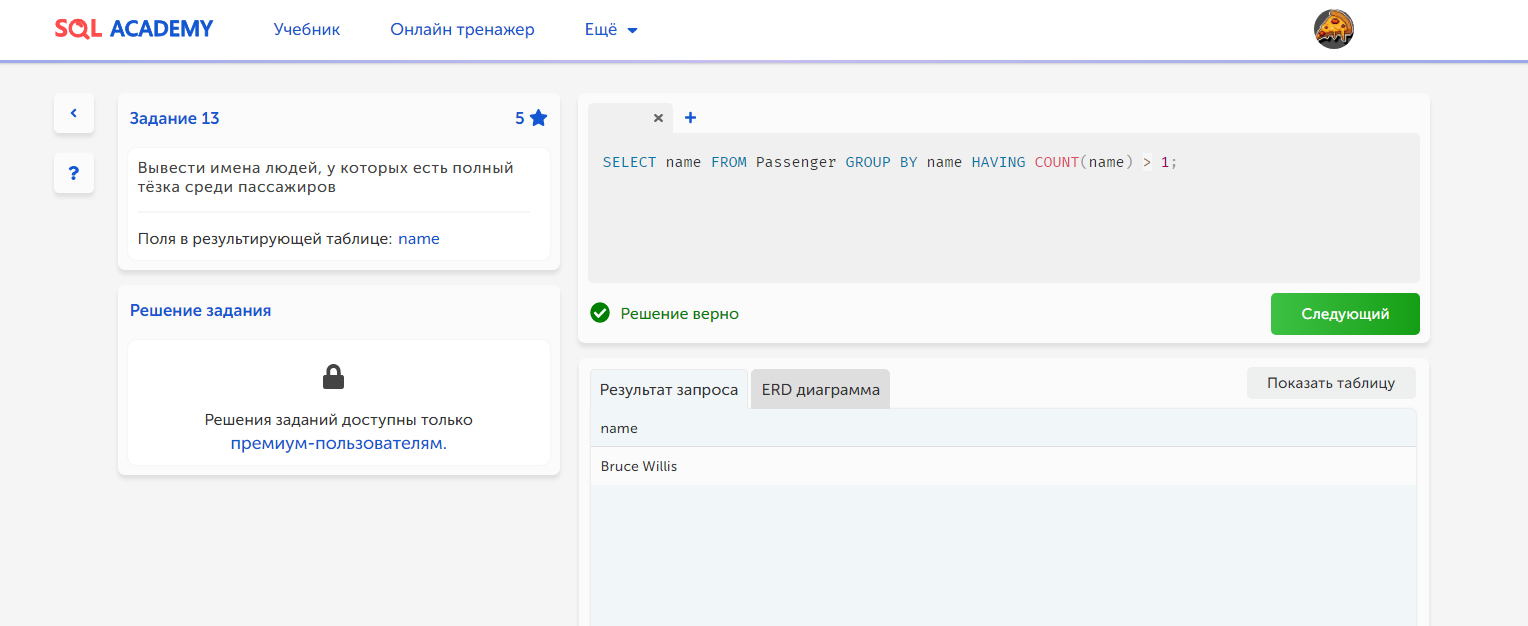 SQL ACADEMY
Учебник
Онлайн тренажер
Ещё
Задание 13
5
?
Вывести имена людей, у которых есть полный
тёзка среди пассажиров
Поля в результирующей таблице: name
Решение задания
Решения заданий доступны только
премиум-пользователям.
SELECT name FROM Passenger GROUP BY name HAVING COUNT(name) > 1;
Решение верно
Следующий
Результат запроса
ERD диаграмма
Показать таблицу
name
Bruce Willis